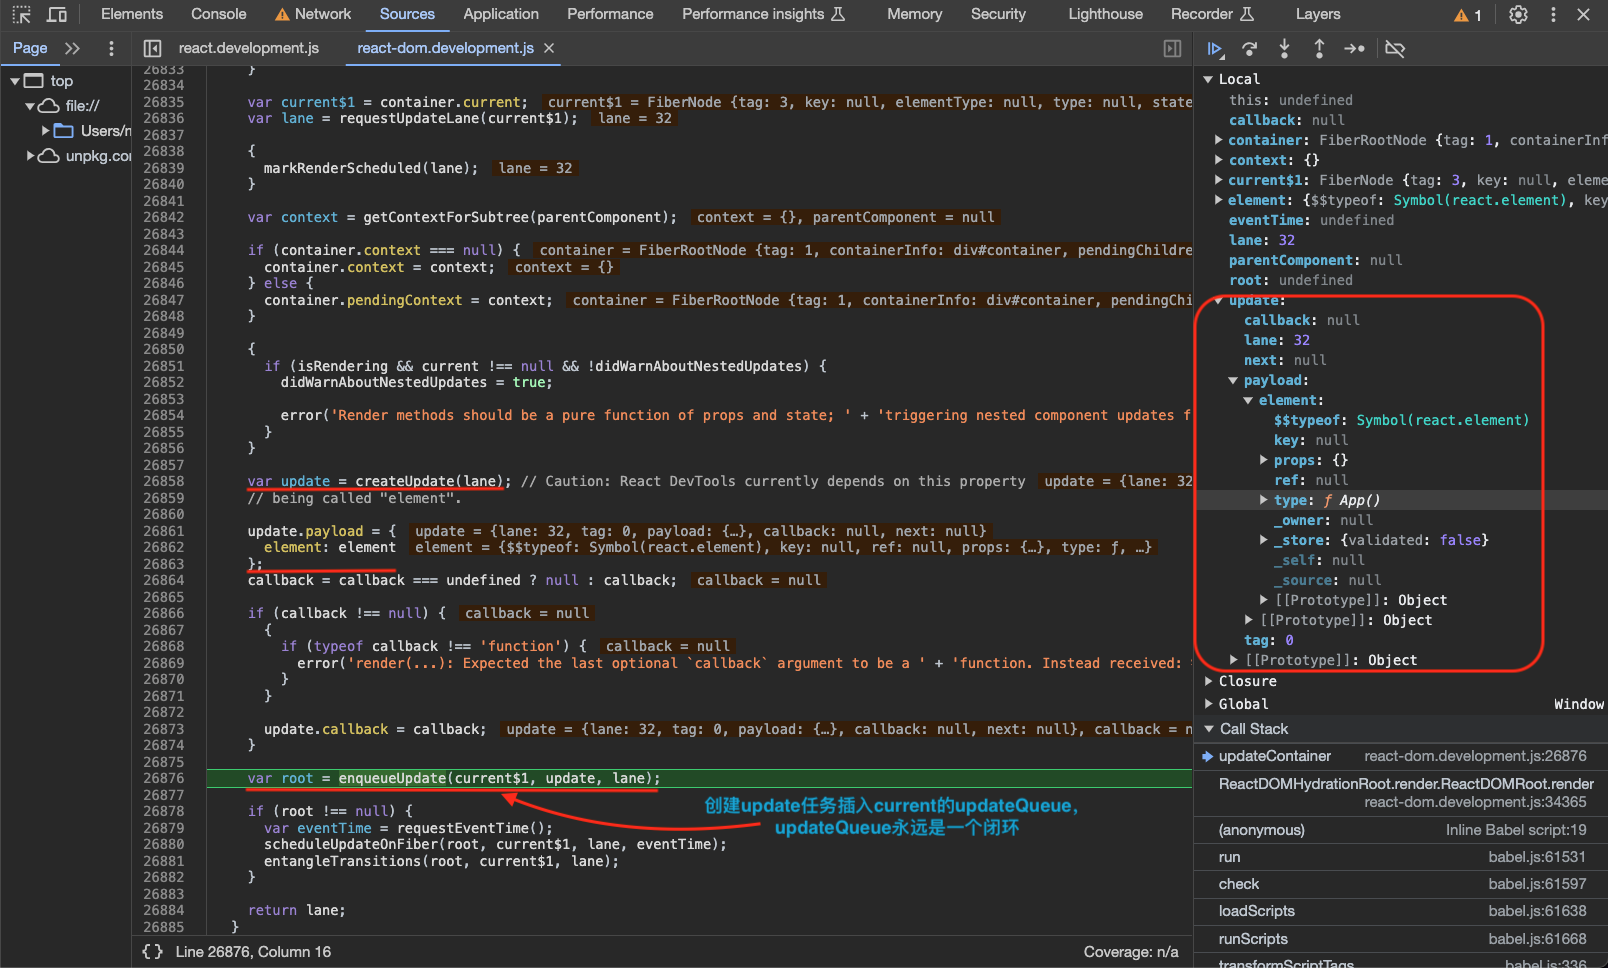 Elements Console Network Sources Application Performance Performance insights Memory Security Lighthouse Recorder Layers 1
Page react.development.js react-dom.development.js
top
file://
Users/
unpkg.co
26833 }
26834
26835 var current$1 = container.current; current$1 = FiberNode {tag: 3, key: null, elementType: null, type: null, state
26836 var lane = requestUpdateLane(current$1); lane = 32
26837
26838 {
26839 markRenderScheduled(lane); lane = 32
26840 }
26841
26842 var context = getContextForSubtree(parentComponent); context = {}, parentComponent = null
26843
26844 if (container.context === null) { container = FiberRootNode {tag: 1, containerInfo: div#container, pendingChildre
26845 container.context = context; context = {}
26846 } else {
26847 container.pendingContext = context; container = FiberRootNode {tag: 1, containerInfo: div#container, pendingChi
26848 }
26849
26850 {
26851 if (isRendering && current !== null && !didWarnAboutNestedUpdates) {
26852 didWarnAboutNestedUpdates = true;
26853
26854 error('Render methods should be a pure function of props and state; ' + 'triggering nested component updates f
26855 }
26856 }
26857
26858 var update = createUpdate(lane); // Caution: React DevTools currently depends on this property update = {lane: 32
26859 // being called "element".
26860
26861 update.payload = { update = {lane: 32, tag: 0, payload: {…}, callback: null, next: null}
26862 element: element element = {$$typeof: Symbol(react.element), key: null, ref: null, props: {…}, type: ƒ, …}
26863 };
26864 callback = callback === undefined ? null : callback; callback = null
26865
26866 if (callback !== null) { callback = null
26867 {
26868 if (typeof callback !== 'function') { callback = null
26869 error('render(...): Expected the last optional `callback` argument to be a ' + 'function. Instead received:
26870 }
26871 }
26872
26873 update.callback = callback; update = {lane: 32, tag: 0, payload: {…}, callback: null, next: null}, callback = n
26874 }
26875
26876 var root = enqueueUpdate(current$1, update, lane);
26877
26878 if (root !== null) {
26879 var eventTime = requestEventTime();
26880 scheduleUpdateOnFiber(root, current$1, lane, eventTime);
26881 entangleTransitions(root, current$1, lane);
26882 }
26883
26884 return lane;
26885 }
创建update任务插入current的updateQueue,
updateQueue永远是一个闭环
{} Line 26876, Column 16 Coverage: n/a
Local
this: undefined
callback: null
container: FiberRootNode {tag: 1, containerInf
context: {}
current$1: FiberNode {tag: 3, key: null, eleme
element: {$$typeof: Symbol(react.element), key
eventTime: undefined
lane: 32
parentComponent: null
root: undefined
update:
callback: null
lane: 32
next: null
payload:
element:
$$typeof: Symbol(react.element)
key: null
props: {}
ref: null
type: ƒ App()
_owner: null
_store: {validated: false}
_self: null
_source: null
[[Prototype]]: Object
[[Prototype]]: Object
tag: 0
[[Prototype]]: Object
Closure
Global Window
Call Stack
updateContainer react-dom.development.js:26876
ReactDOMHydrationRoot.render.ReactDOMRoot.render
react-dom.development.js:34365
(anonymous) Inline Babel script:19
run babel.js:61531
check babel.js:61597
loadScripts babel.js:61638
runScripts babel.js:61668
transformScriptTags babel.js:336